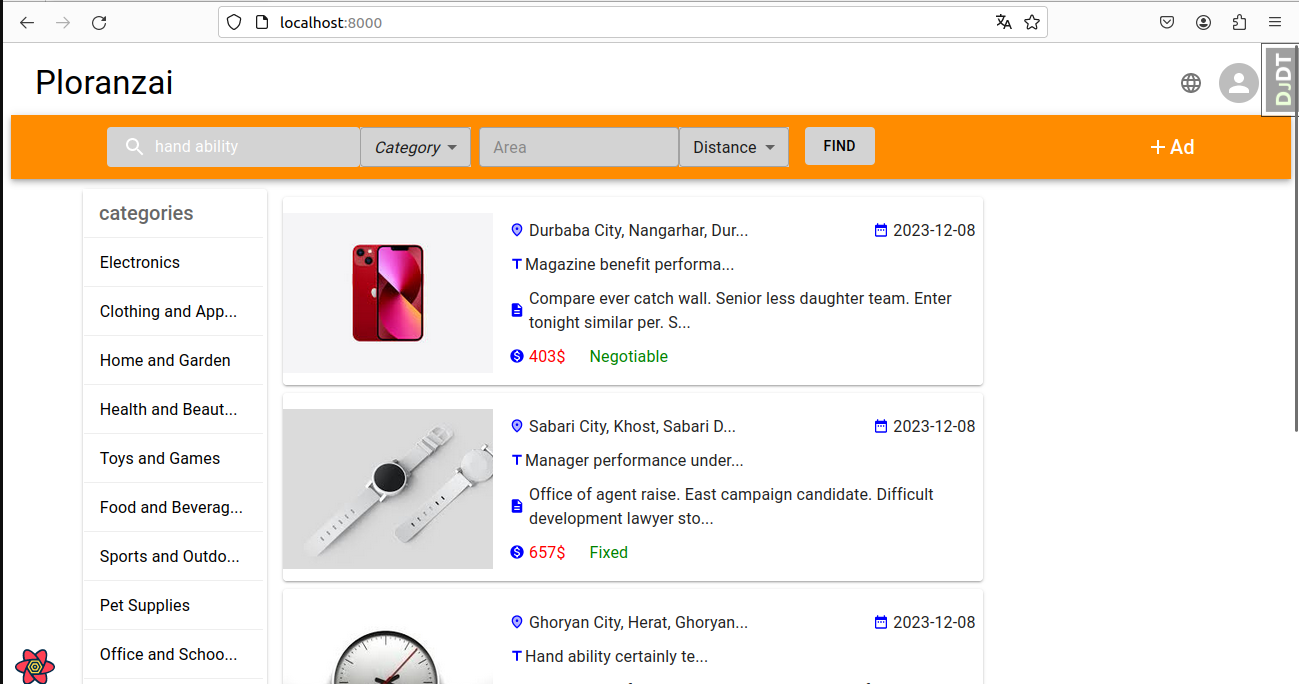 localhost:8000
Ploranzai
DJDT
hand ability
Category
Area
Distance
FIND
+ Ad
categories
Electronics
Clothing and App...
Home and Garden
Health and Beaut...
Toys and Games
Food and Beverag...
Sports and Outdo...
Pet Supplies
Office and Schoo...
Durbaba City, Nangarhar, Dur...
2023-12-08
Magazine benefit performa...
Compare ever catch wall. Senior less daughter team. Enter
tonight similar per. S...
403$ Negotiable
Sabari City, Khost, Sabari D...
2023-12-08
Manager performance under...
Office of agent raise. East campaign candidate. Difficult
development lawyer sto...
657$ Fixed
Ghoryan City, Herat, Ghoryan...
2023-12-08
Hand ability certainly te...